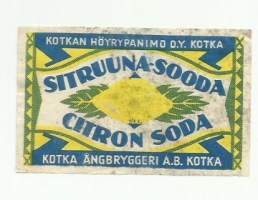 KOTKAN HÖYRYPANIMO O.Y. KOTKA
SITRUUNA-SOODA
CITRON SODA
KOTKA ÅNGBRYGGERI A.B. KOTKA